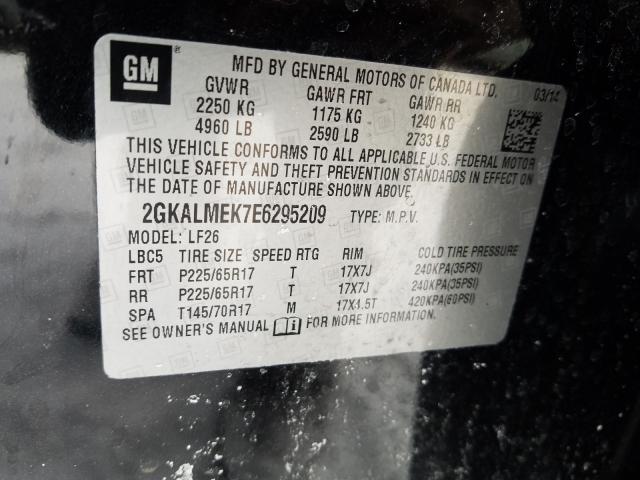 GM
MFD BY GENERAL MOTORS OF CANADA LTD.
03/14
GVWR GAWR FRT GAWR RR
2250 KG 1175 KG 1240 KG
4960 LB 2590 LB 2733 LB
THIS VEHICLE CONFORMS TO ALL APPLICABLE U.S. FEDERAL MOTOR
VEHICLE SAFETY AND THEFT PREVENTION STANDARDS IN EFFECT ON
THE DATE OF MANUFACTURE SHOWN ABOVE.
2GKALMEK7E6295209 TYPE: M.P.V.
MODEL: LF26
LBC5 TIRE SIZE SPEED RTG RIM COLD TIRE PRESSURE
FRT P225/65R17 T 17X7J 240KPA(35PSI)
RR P225/65R17 T 17X7J 240KPA(35PSI)
SPA T145/70R17 M 17X4.5T 420KPA(60PSI)
SEE OWNER'S MANUAL FOR MORE INFORMATION.